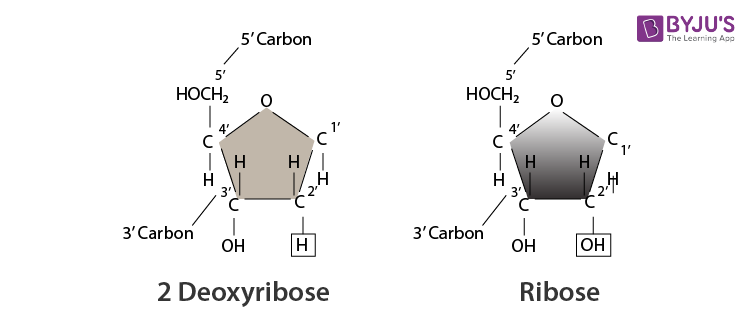 BYJU'S
The Learning App
5' Carbon
5'
HOCH2
O
C
4'
C
1'
H
H
H
H
3'
2'
C
C
3' Carbon
OH
H
2 Deoxyribose
5' Carbon
5'
HOCH2
O
C
4'
C
1'
H
H
H
H
3'
2'
C
C
3' Carbon
OH
OH
Ribose